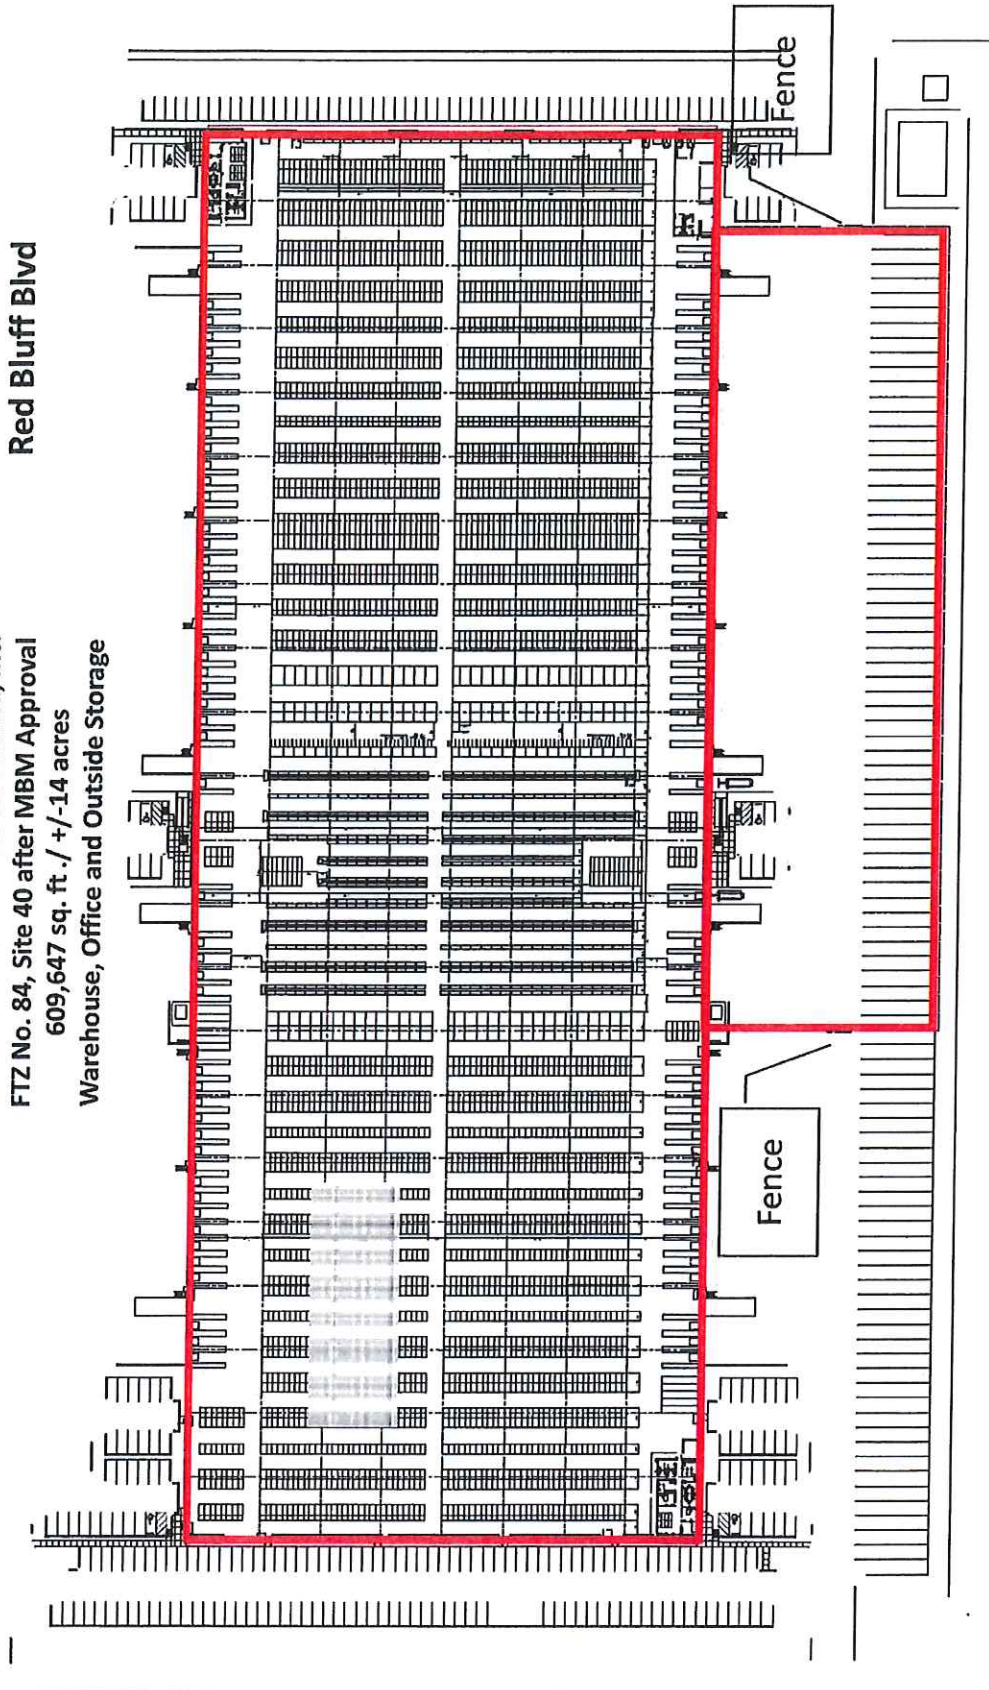 FTZ No. 84, Site 40 after MBM Approval
609,647 sq. ft ./ +/-14 acres
Warehouse, Office and Outside Storage
Red Bluff Blvd
Fence
Fence